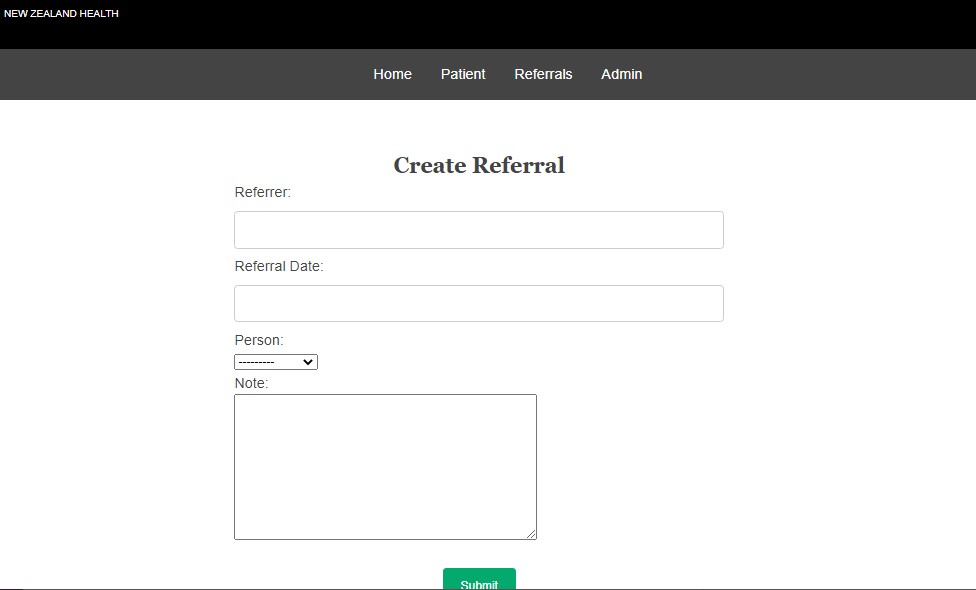 NEW ZEALAND HEALTH
Home Patient Referrals Admin
Create Referral
Referrer:
Referral Date:
Person:
---------
Note:
Submit